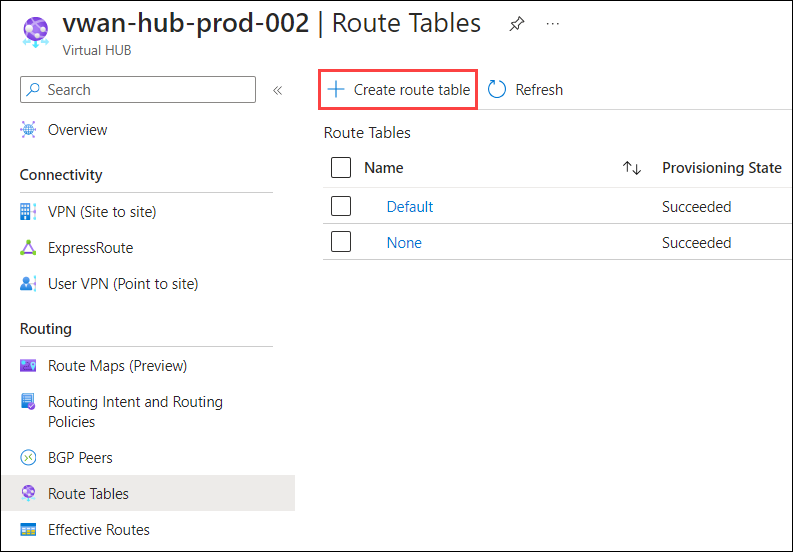 vwan-hub-prod-002 | Route Tables
Virtual HUB
Search
Overview
Connectivity
VPN (Site to site)
ExpressRoute
User VPN (Point to site)
Routing
Route Maps (Preview)
Routing Intent and Routing
Policies
BGP Peers
Route Tables
Effective Routes
Create route table Refresh
Route Tables
Name Provisioning State
Default Succeeded
None Succeeded